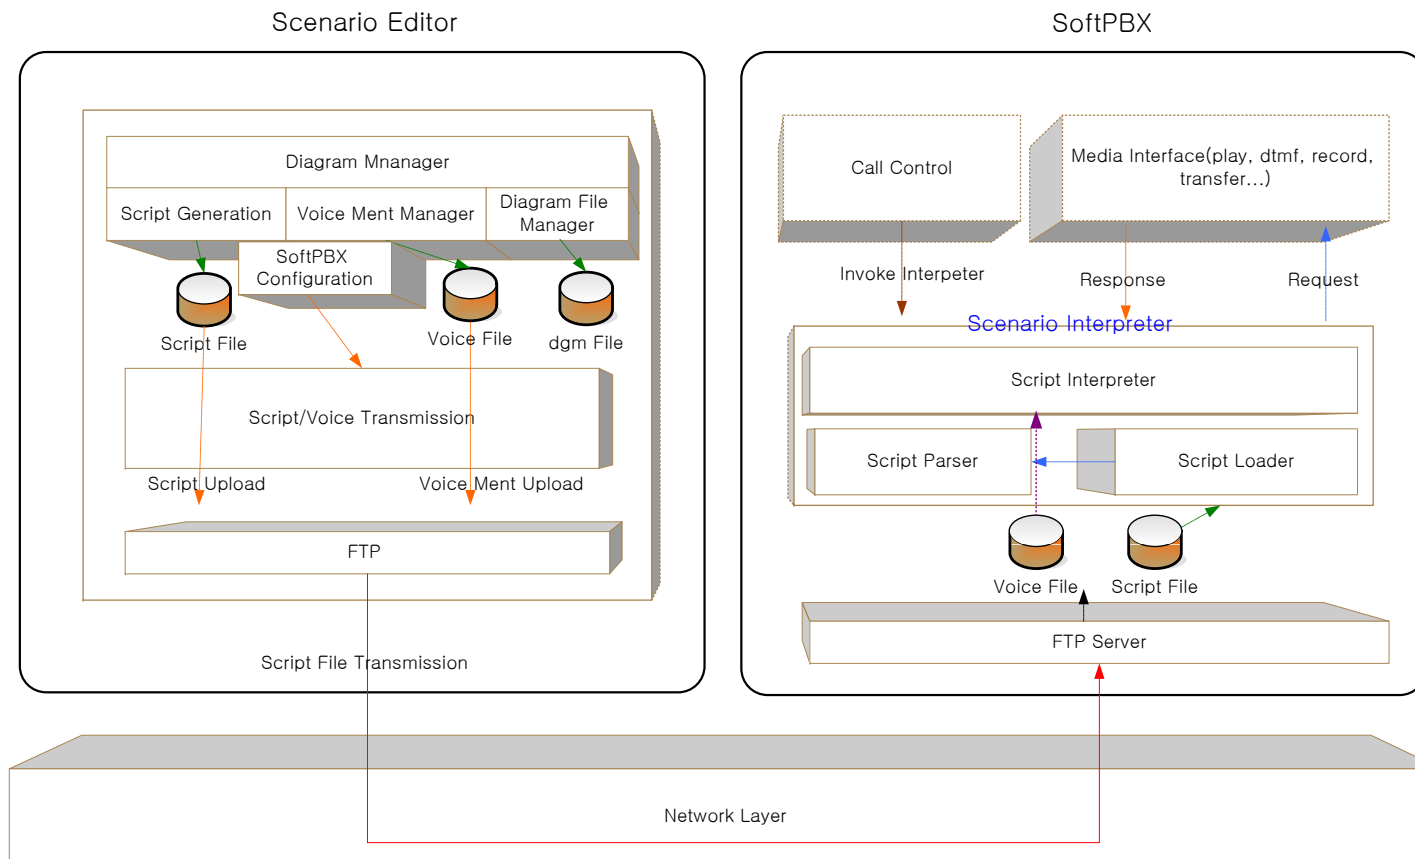 Scenario Editor
SoftPBX
Diagram Mnanager
Script Generation
Voice Ment Manager
Diagram File
Manager
SoftPBX
Configuration
Script File
Voice File
dgm File
Script/Voice Transmission
Script Upload
Voice Ment Upload
FTP
Script File Transmission
Call Control
Media Interface(play, dtmf, record,
transfer...)
Invoke Interpeter
Response
Request
Scenario Interpreter
Script Interpreter
Script Parser
Script Loader
Voice File
Script File
FTP Server
Network Layer